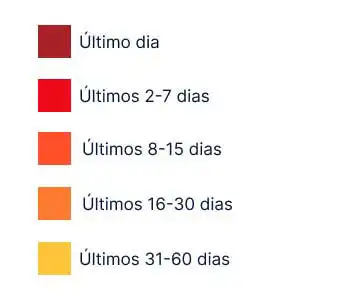 Último dia
Últimos 2-7 dias
Últimos 8-15 dias
Últimos 16-30 dias
Últimos 31-60 dias